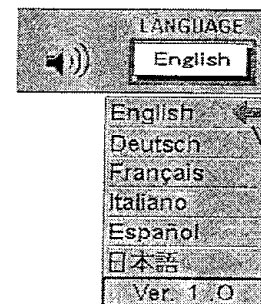 LANGUAGE
English
English
Deutsch
Français
Italiano
Español
日本語
Ver. 1.0